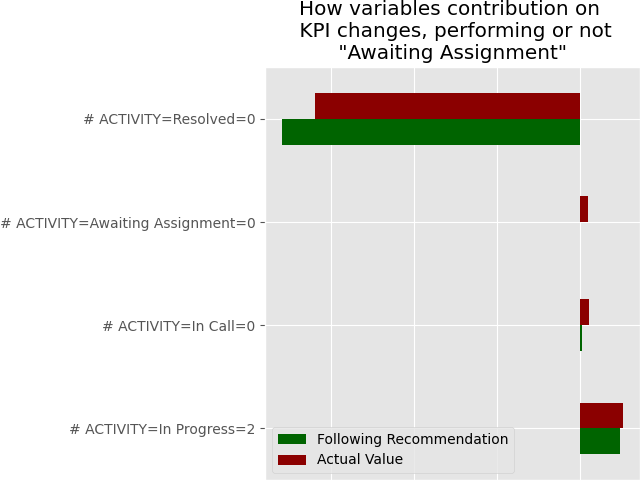 How variables contribution on
KPI changes, performing or not
"Awaiting Assignment"
# ACTIVITY=Resolved=0
# ACTIVITY=Awaiting Assignment=0
# ACTIVITY=In Call=0
# ACTIVITY=In Progress=2
Following Recommendation
Actual Value